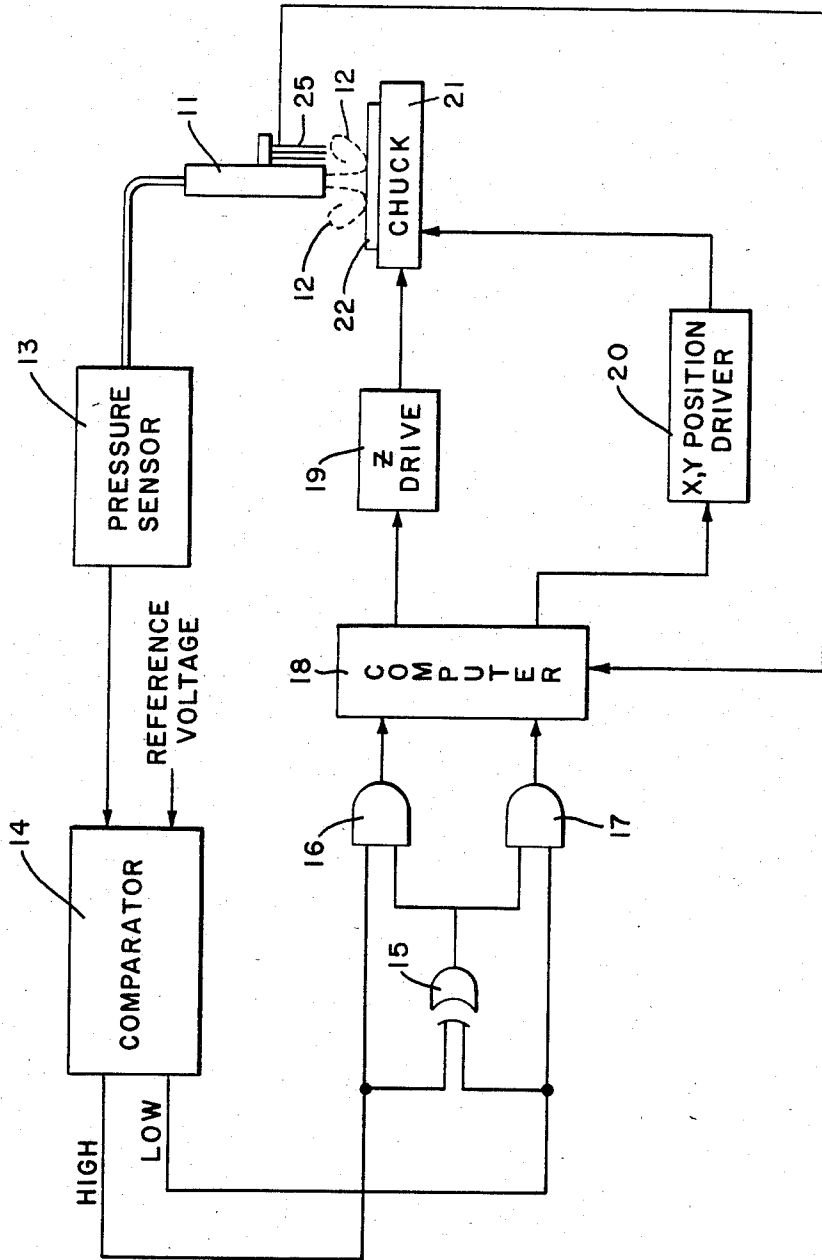 14
COMPARATOR
HIGH
LOW
REFERENCE
VOLTAGE
13
PRESSURE
SENSOR
11
25
12
12
22
CHUCK
21
15
16
17
18
COMPUTER
19
Z
DRIVE
20
X,Y POSITION
DRIVER